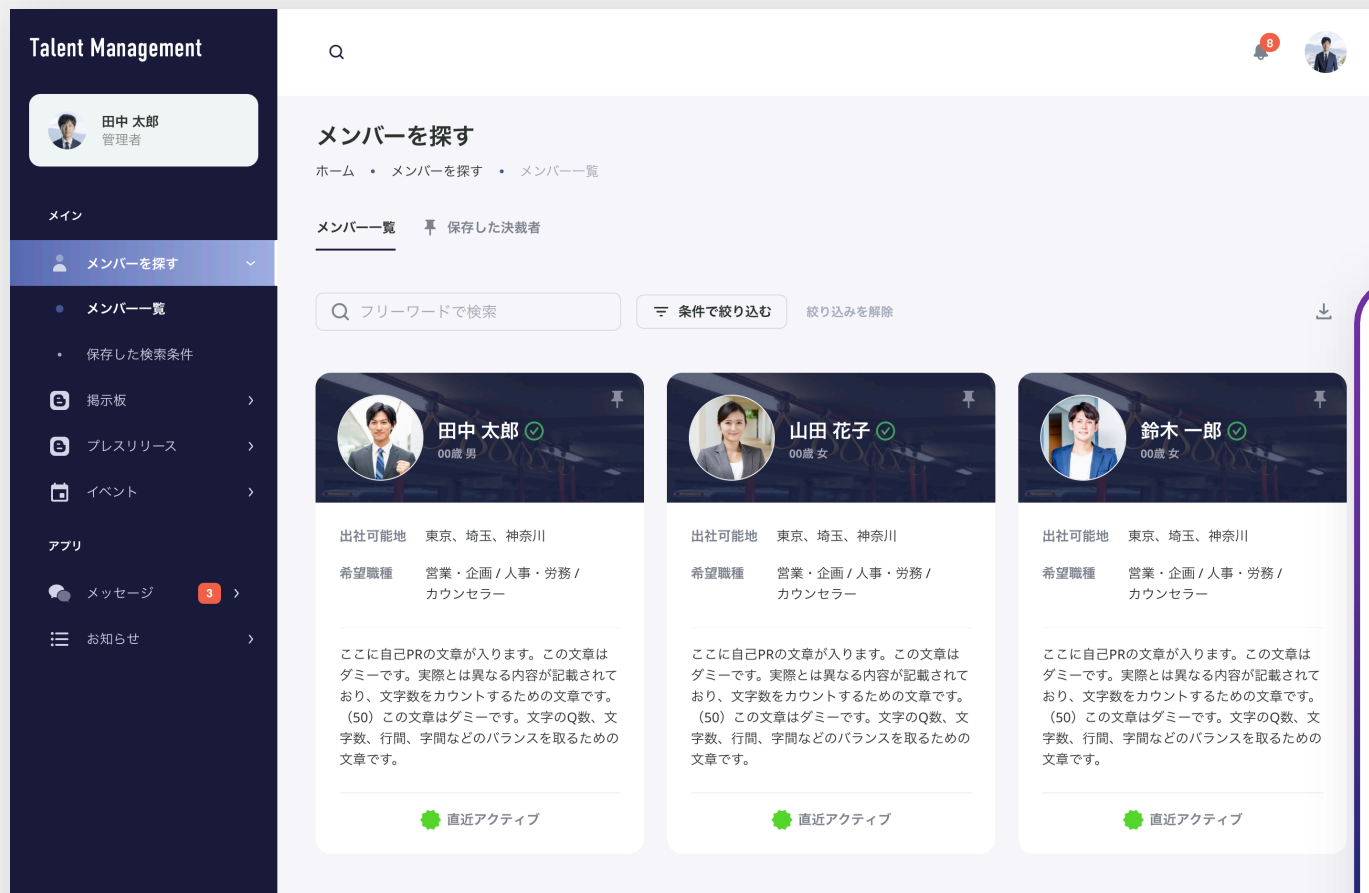 Talent Management
8
田中 太郎
管理者
メイン
メンバーを探す
メンバー一覧
保存した検索条件
掲示板
プレスリリース
イベント
アプリ
メッセージ 3
お知らせ
メンバーを探す
ホーム • メンバーを探す • メンバー一覧
メンバー一覧 保存した決裁者
フリーワードで検索 条件で絞り込む 絞り込みを解除
田中 太郎
00歳 男
出社可能地 東京、埼玉、神奈川
希望職種 営業・企画 / 人事・労務 /
カウンセラー
ここに自己PRの文章が入ります。この文章は
ダミーです。実際とは異なる内容が記載されて
おり、文字数をカウントするための文章です。
（50）この文章はダミーです。文字のQ数、文
字数、行間、字間などのバランスを取るための
文章です。
直近アクティブ
山田 花子
00歳 女
出社可能地 東京、埼玉、神奈川
希望職種 営業・企画 / 人事・労務 /
カウンセラー
ここに自己PRの文章が入ります。この文章は
ダミーです。実際とは異なる内容が記載されて
おり、文字数をカウントするための文章です。
（50）この文章はダミーです。文字のQ数、文
字数、行間、字間などのバランスを取るための
文章です。
直近アクティブ
鈴木 一郎
00歳 女
出社可能地 東京、埼玉、神奈川
希望職種 営業・企画 / 人事・労務 /
カウンセラー
ここに自己PRの文章が入ります。この文章は
ダミーです。実際とは異なる内容が記載されて
おり、文字数をカウントするための文章です。
（50）この文章はダミーです。文字のQ数、文
字数、行間、字間などのバランスを取るための
文章です。
直近アクティブ